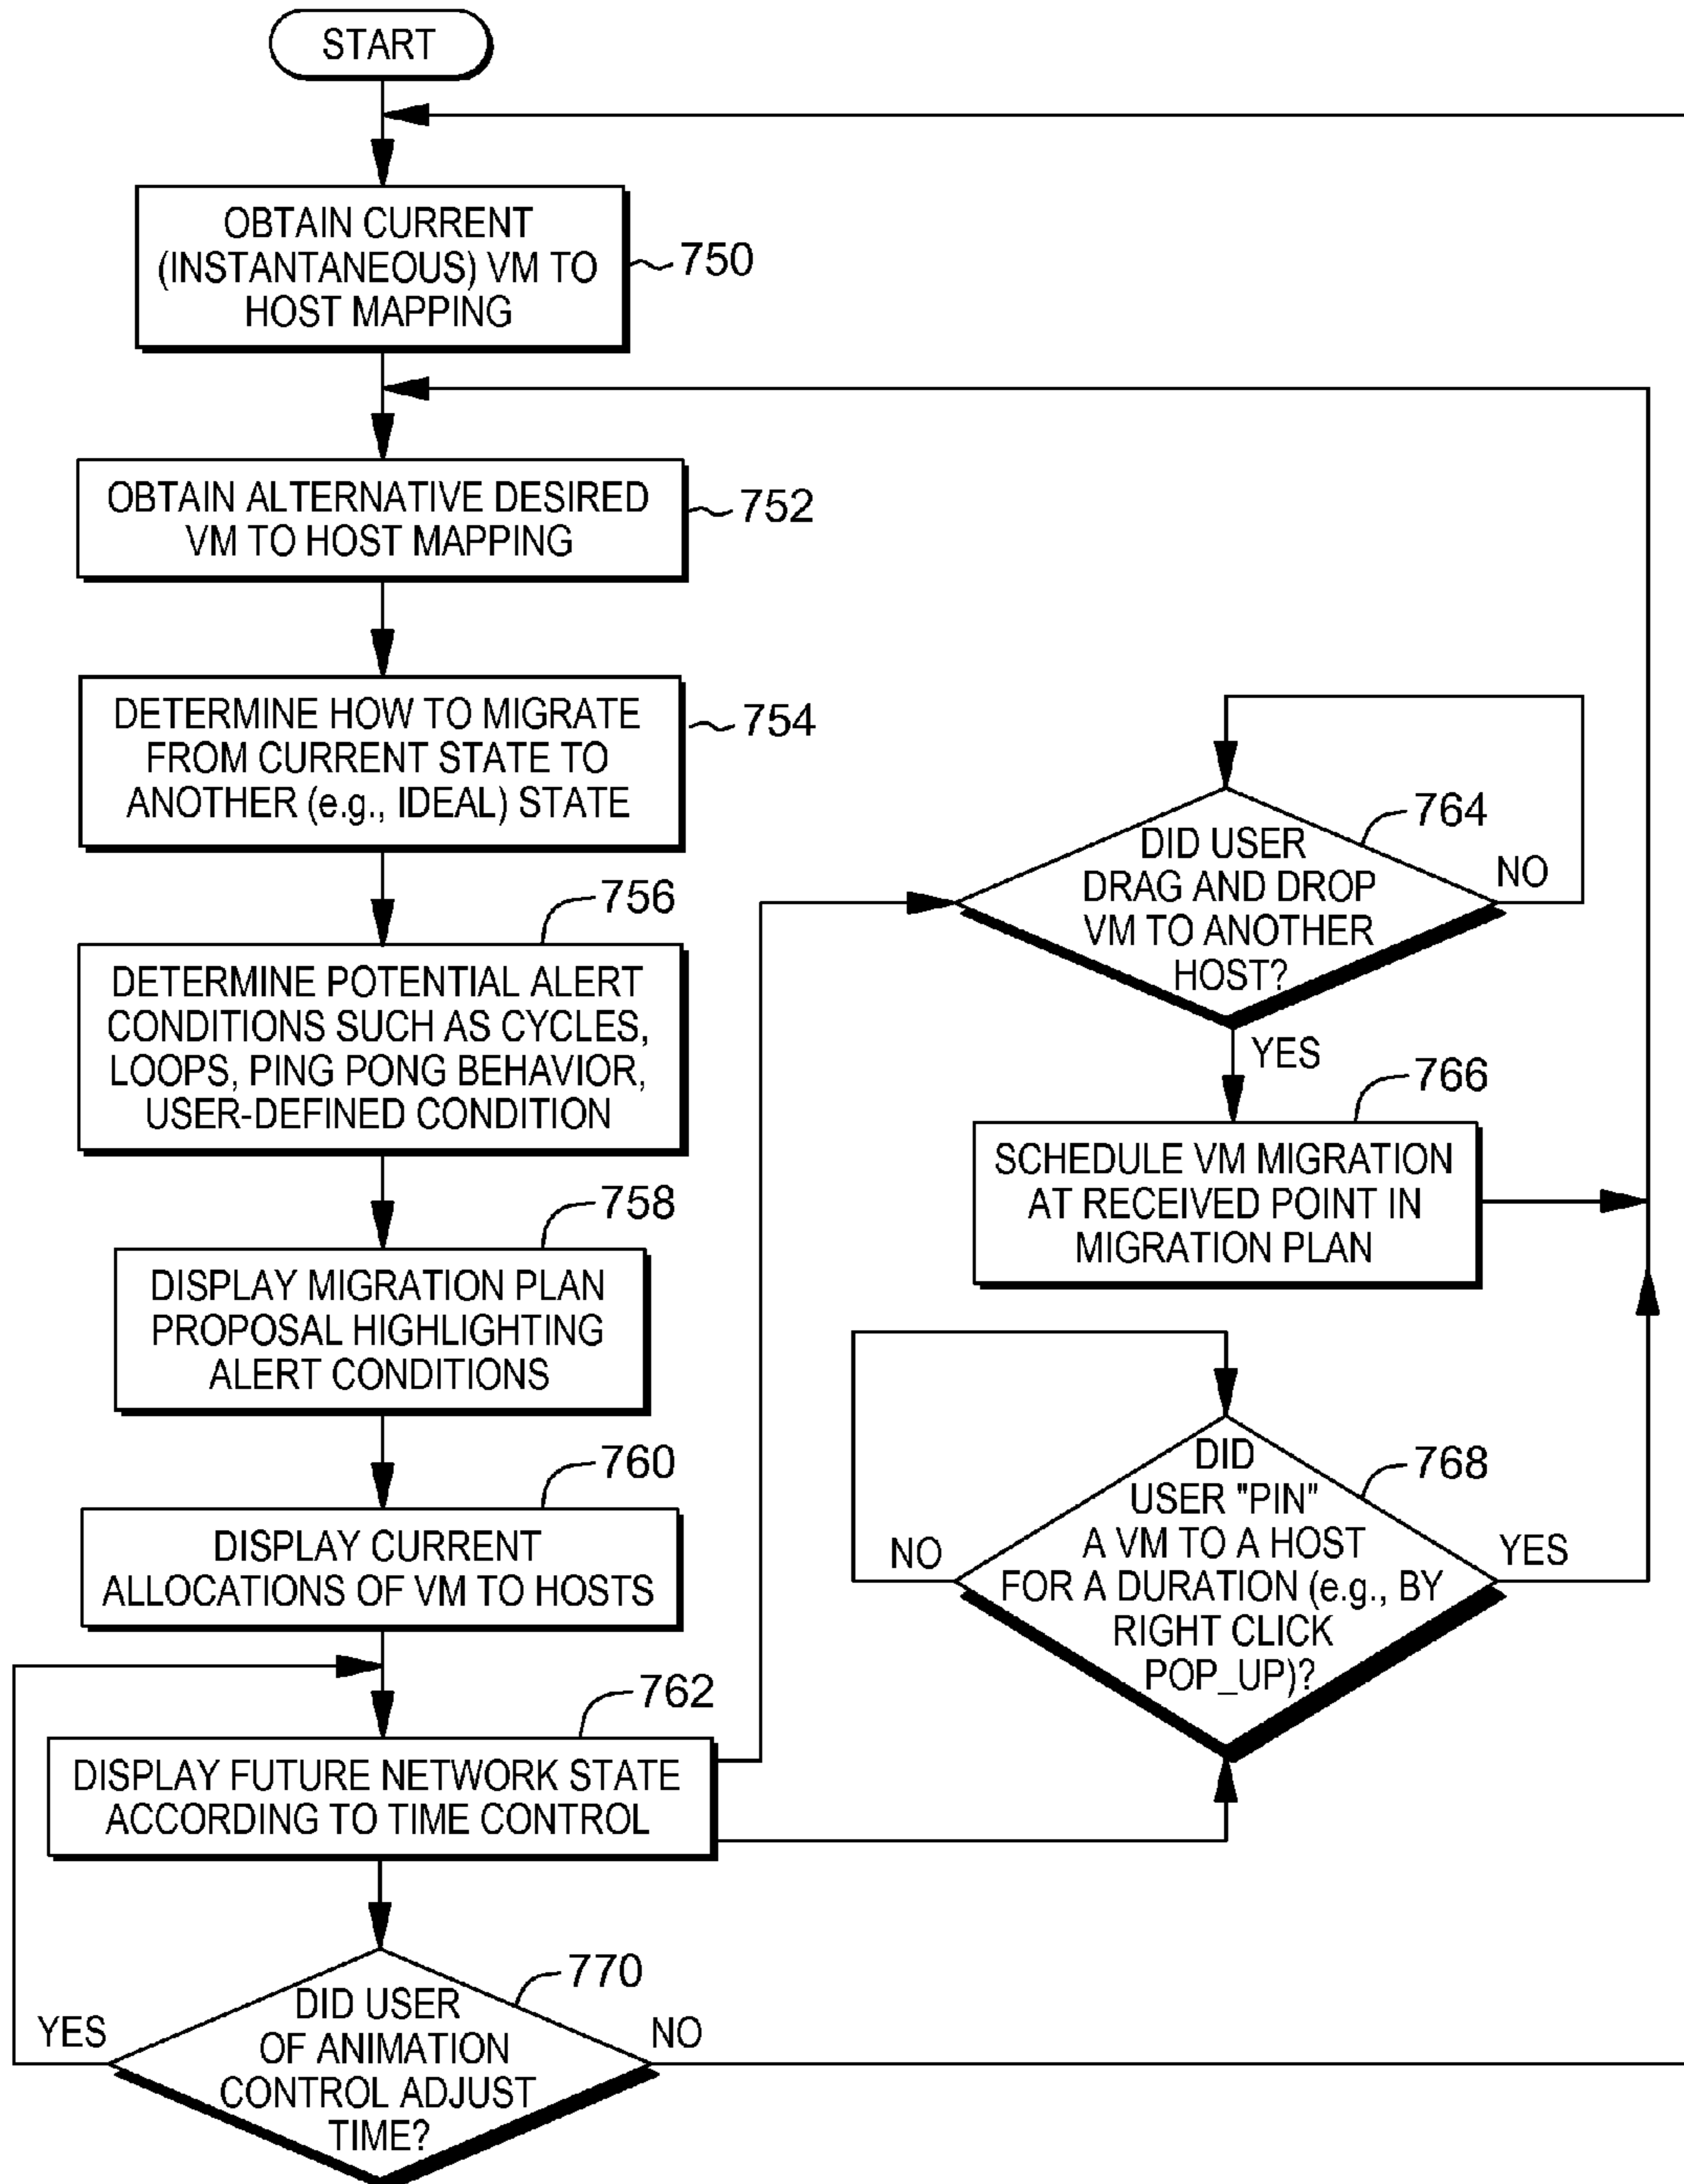 START
OBTAIN CURRENT
(INSTANTANEOUS) VM TO
HOST MAPPING
750
OBTAIN ALTERNATIVE DESIRED
VM TO HOST MAPPING
752
DETERMINE HOW TO MIGRATE
FROM CURRENT STATE TO
ANOTHER (e.g., IDEAL) STATE
754
756
DETERMINE POTENTIAL ALERT
CONDITIONS SUCH AS CYCLES,
LOOPS, PING PONG BEHAVIOR,
USER-DEFINED CONDITION
758
DISPLAY MIGRATION PLAN
PROPOSAL HIGHLIGHTING
ALERT CONDITIONS
760
DISPLAY CURRENT
ALLOCATIONS OF VM TO HOSTS
762
DISPLAY FUTURE NETWORK STATE
ACCORDING TO TIME CONTROL
770
DID USER
OF ANIMATION
CONTROL ADJUST
TIME?
YES
NO
764
DID USER
DRAG AND DROP
VM TO ANOTHER
HOST?
NO
YES
766
SCHEDULE VM MIGRATION
AT RECEIVED POINT IN
MIGRATION PLAN
768
DID
USER "PIN"
A VM TO A HOST
FOR A DURATION (e.g., BY
RIGHT CLICK
POP_UP)?
NO
YES